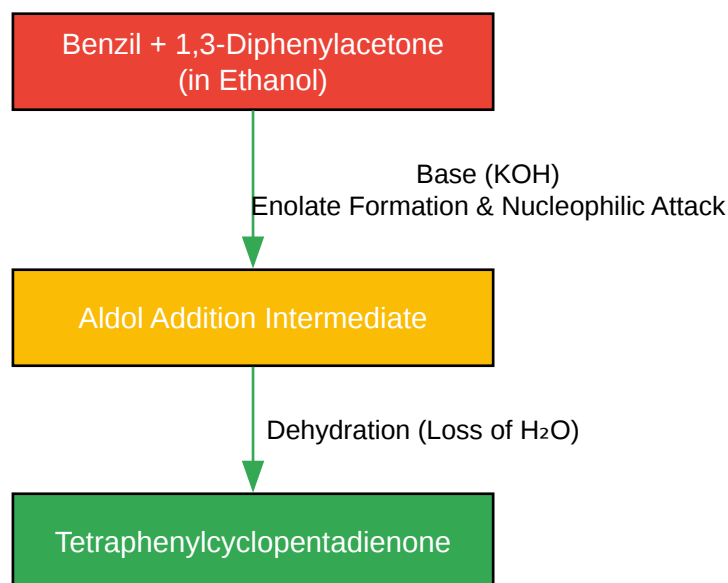 Benzil + 1,3-Diphenylacetone
(in Ethanol)
Base (KOH)
Enolate Formation & Nucleophilic Attack
Aldol Addition Intermediate
Dehydration (Loss of H₂O)
Tetraphenylcyclopentadienone